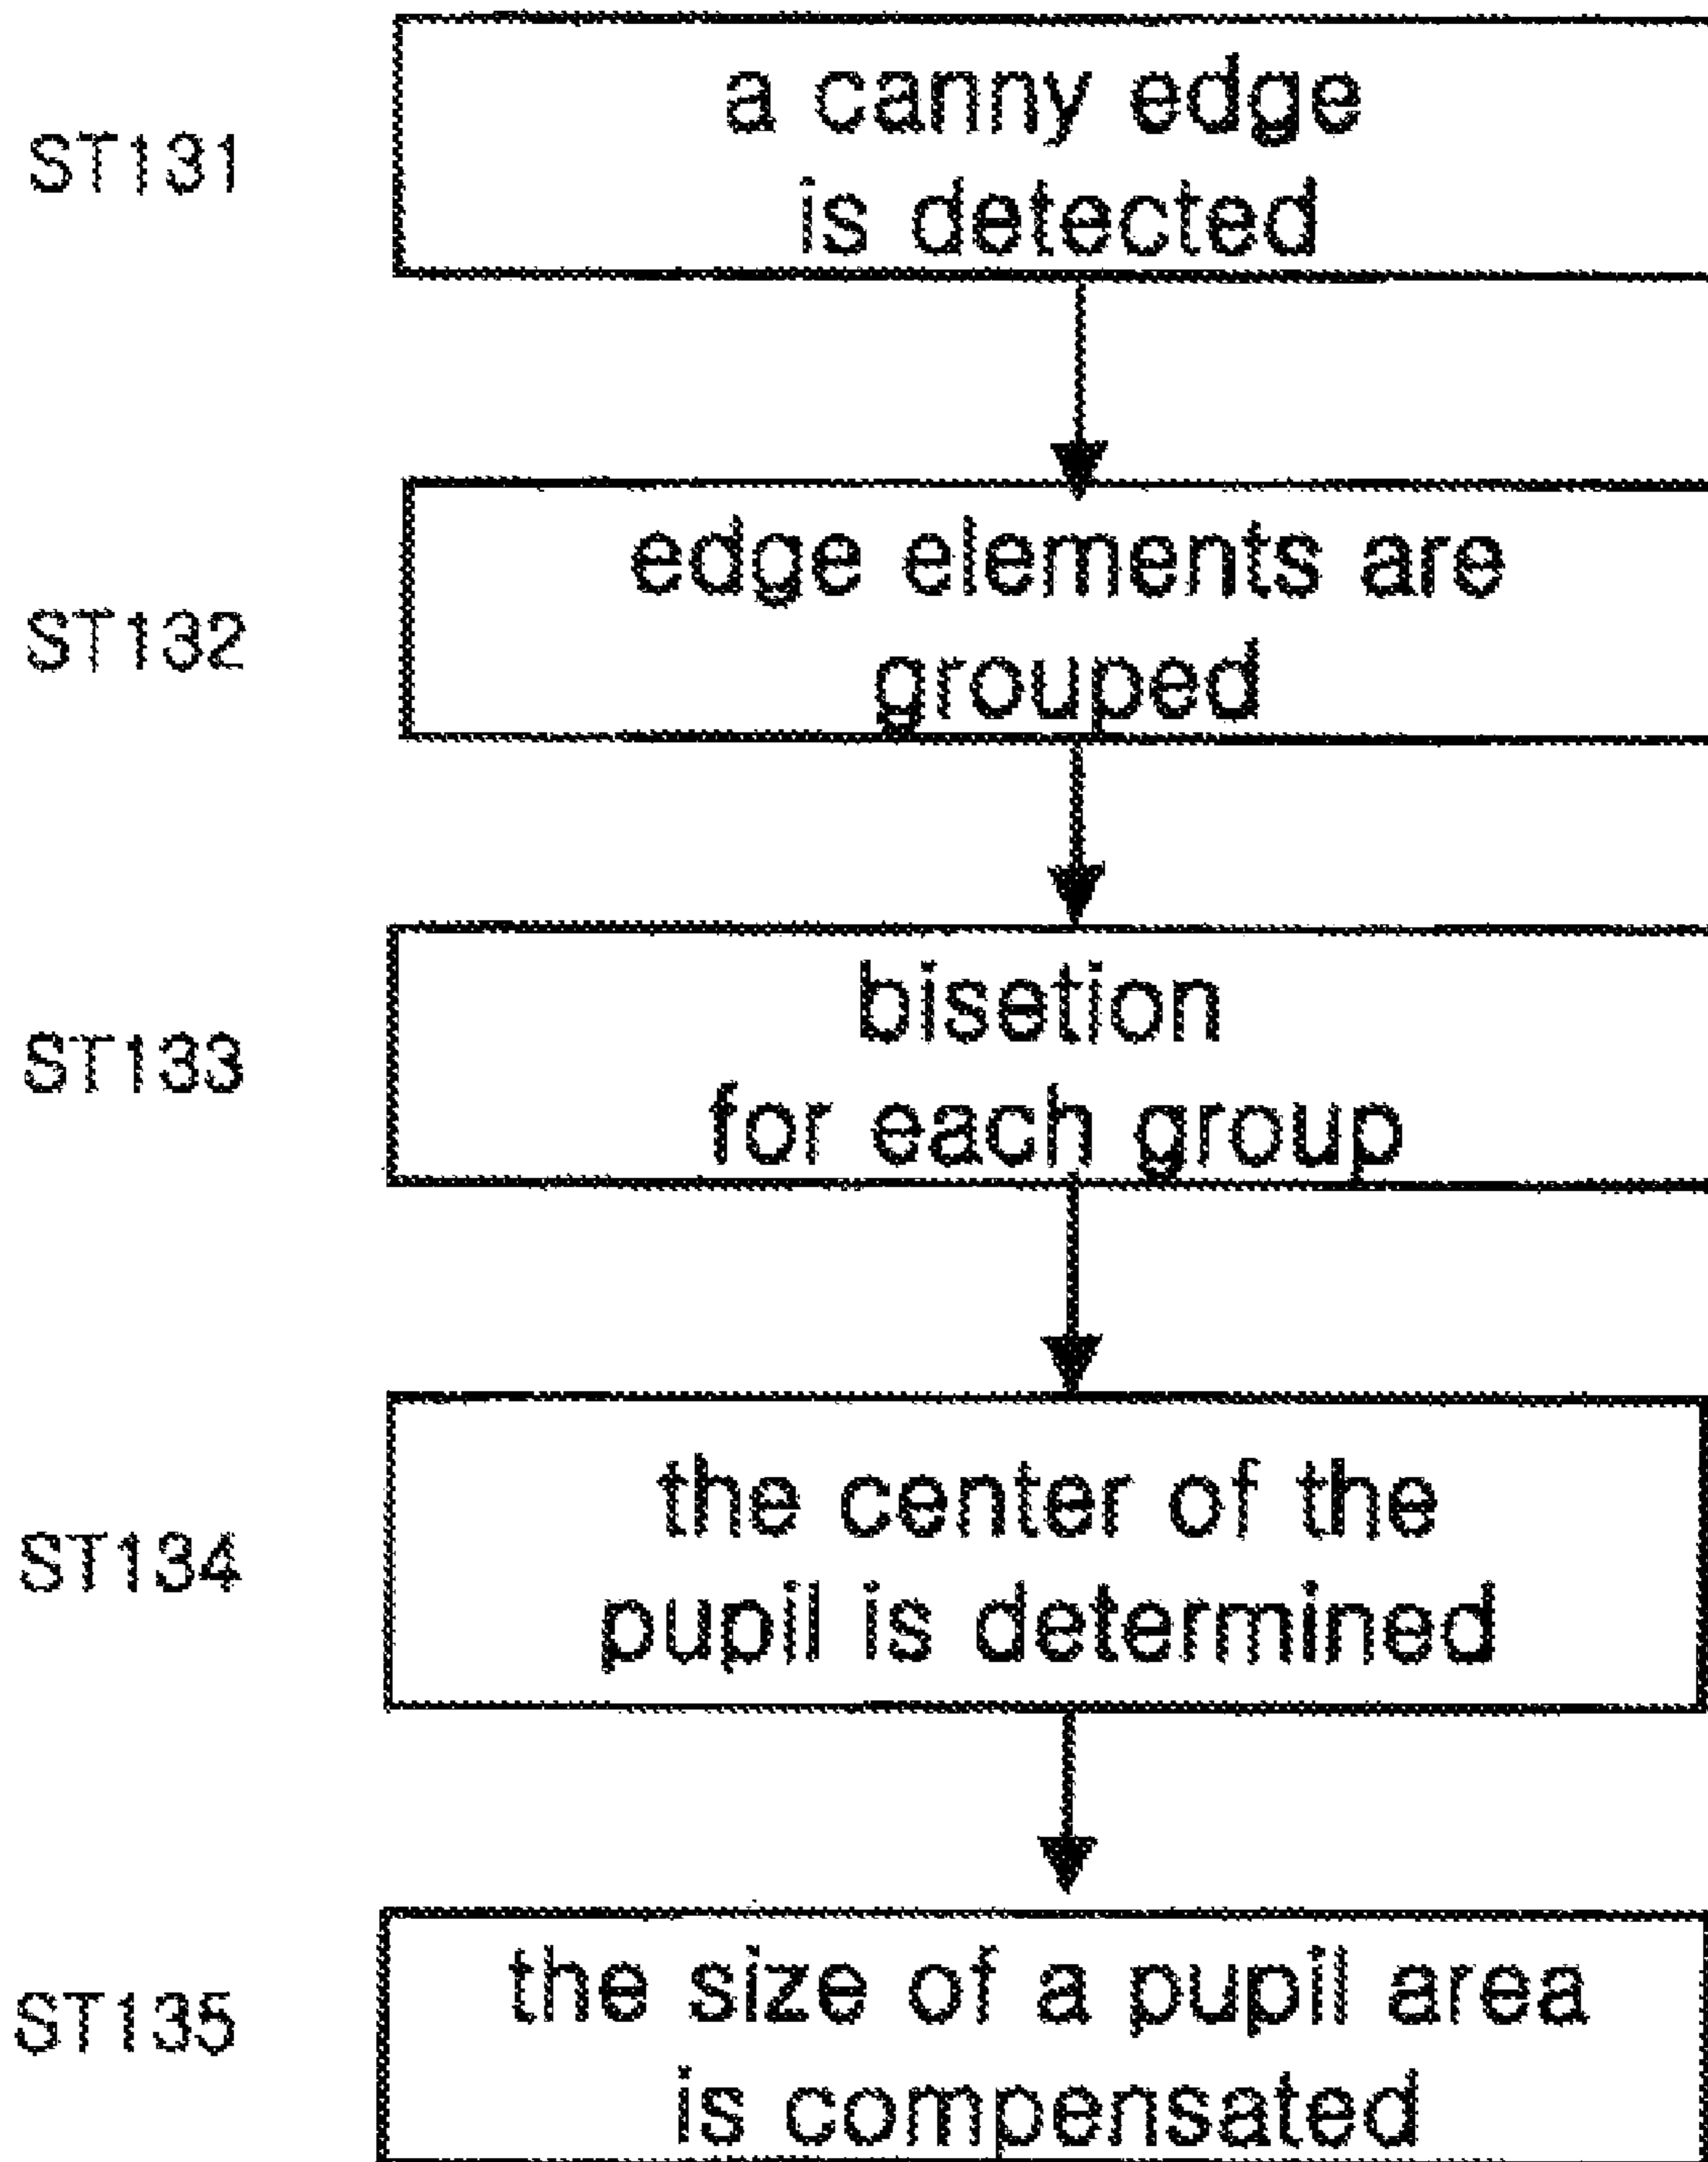 ST131
a canny edge
is detected
ST132
edge elements are
grouped
ST133
bisetion
for each group
ST134
the center of the
pupil is determined
ST135
the size of a pupil area
is compensated